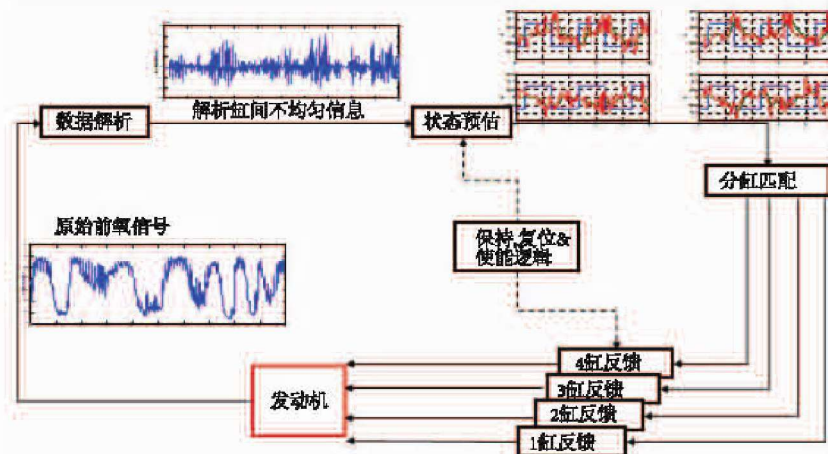 数据解析
解析缸间不均匀信息
状态预估
分缸匹配
原始前氧信号
保持,复位&
使能逻辑
4缸反馈
3缸反馈
2缸反馈
1缸反馈
发动机